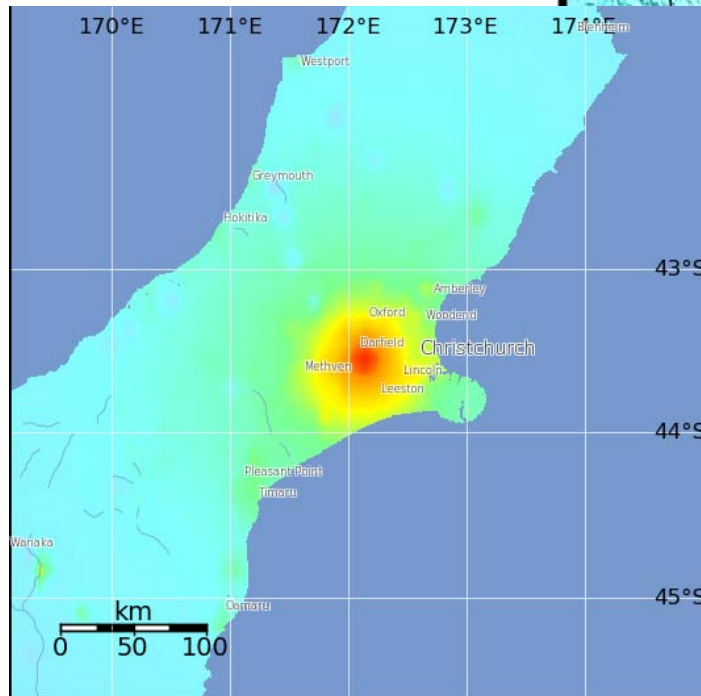 170°E 171°E 172°E 173°E 174°E
Blenheim
Westport
Greymouth
Hokitika
43°S
Amberley
Oxford
Woodend
Darfield
Christchurch
Methven
Lincoln
Leeston
44°S
Pleasant Point
Timaru
Wanaka
45°S
Oamaru
km
0 50 100